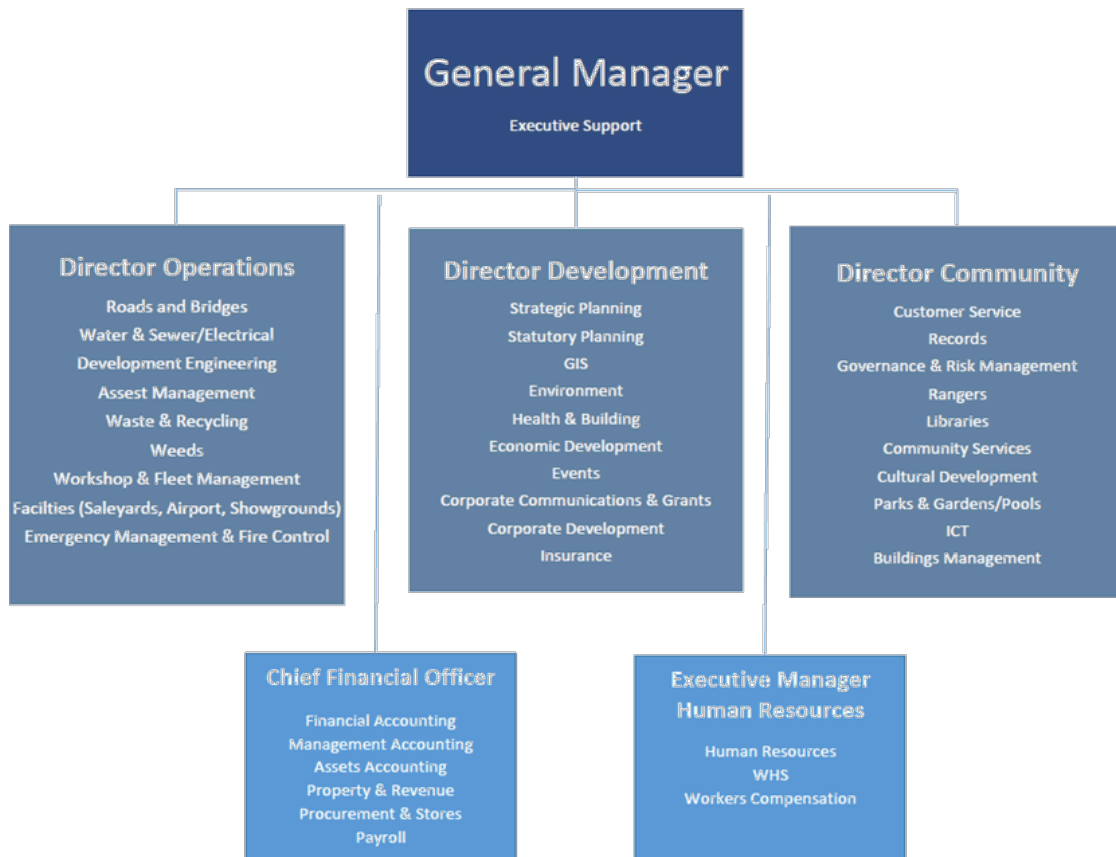 General Manager
Executive Support
Director Operations
Roads and Bridges
Water & Sewer/Electrical
Development Engineering
Assest Management
Waste & Recycling
Weeds
Workshop & Fleet Management
Facilties (Saleyards, Airport, Showgrounds)
Emergency Management & Fire Control
Director Development
Strategic Planning
Statutory Planning
GIS
Environment
Health & Building
Economic Development
Events
Corporate Communications & Grants
Corporate Development
Insurance
Director Community
Customer Service
Records
Governance & Risk Management
Rangers
Libraries
Community Services
Cultural Development
Parks & Gardens/Pools
ICT
Buildings Management
Chief Financial Officer
Financial Accounting
Management Accounting
Assets Accounting
Property & Revenue
Procurement & Stores
Payroll
Executive Manager
Human Resources
Human Resources
WHS
Workers Compensation